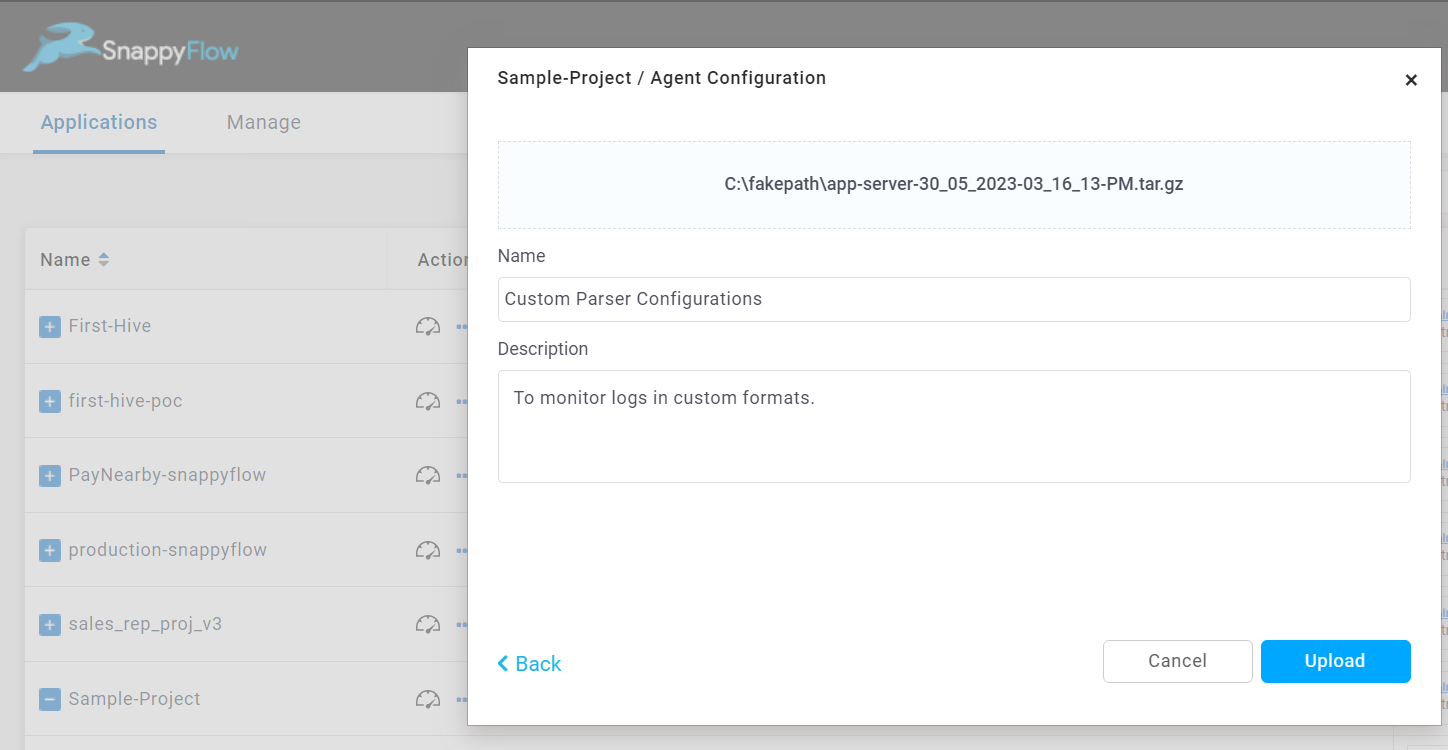 SnappyFlow
Sample-Project / Agent Configuration
Applications
Manage
C:\fakepath\app-server-30_05_2023-03_16_13-PM.tar.gz
Name
Custom Parser Configurations
Description
To monitor logs in custom formats.
Back
Cancel
Upload
Name
First-Hive
first-hive-poc
PayNearby-snappyflow
production-snappyflow
sales_rep_proj_v3
Sample-Project